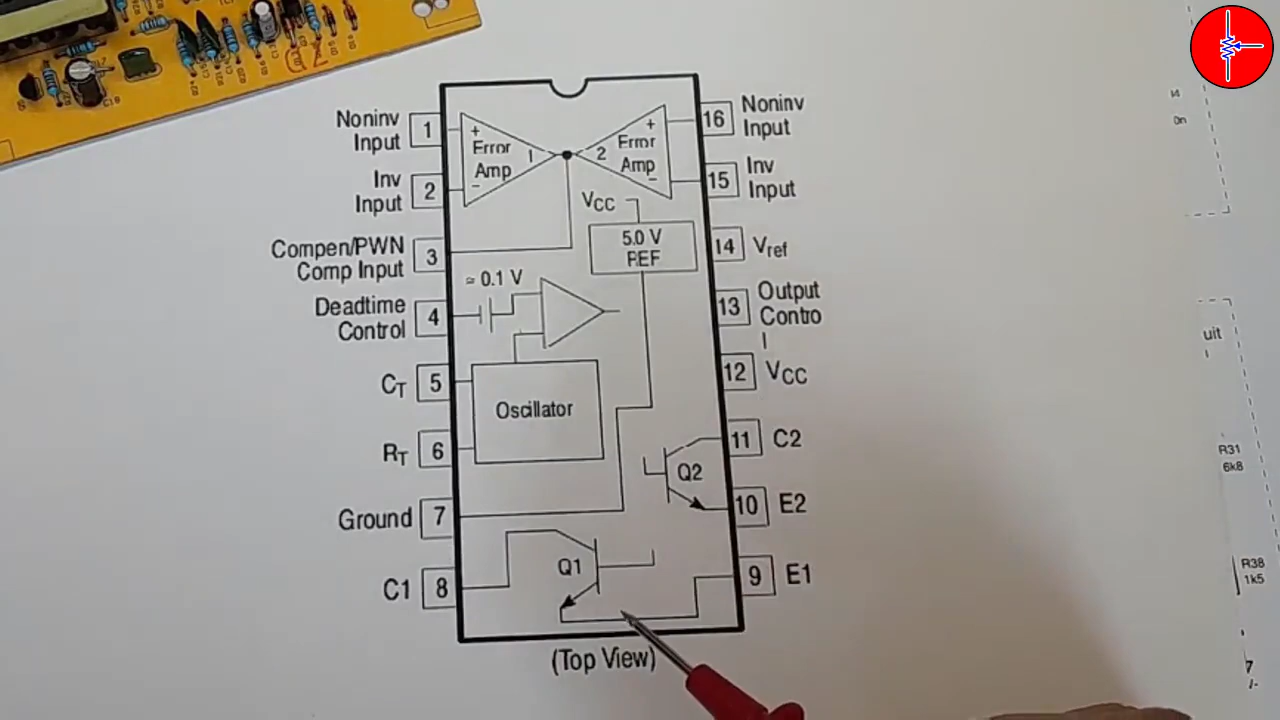 Noninv
Input
1
Inv
Input
2
Compen/PWN
Comp Input
3
Deadtime
Control
4
CT
5
RT
6
Ground
7
C1
8
+
Error
Amp
1
−
+
Error
Amp
2
−
VCC
5.0 V
REF
≈ 0.1 V
Oscillator
Q2
Q1
16
Noninv
Input
15
Inv
Input
14
Vref
13
Output
Contro
l
12
VCC
11
C2
10
E2
9
E1
(Top View)
uit
R31
6k8
R38
1k5